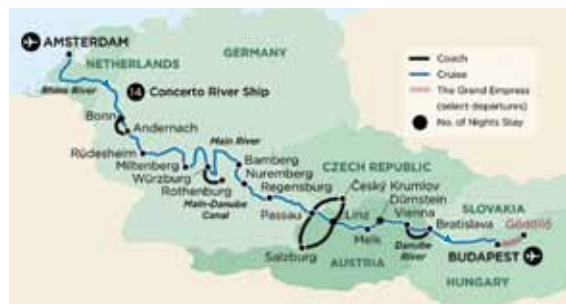 AMSTERDAM
NETHERLANDS
GERMANY
Rhine River
14 Concerto River Ship
Coach
Cruise
The Grand Empress
(select departures)
No. of Nights Stay
Bonn
Andernach
Main River
Rüdesheim
Miltenberg
Würzburg
Rothenburg
Main-Danube
Canal
Bamberg
Nuremberg
Regensburg
CZECH REPUBLIC
Český Krumlov
Dürnstein
Vienna
Passau
Linz
Bratislava
SLOVAKIA
Gödöllő
Salzburg
Melk
Danube
River
AUSTRIA
BUDAPEST
HUNGARY